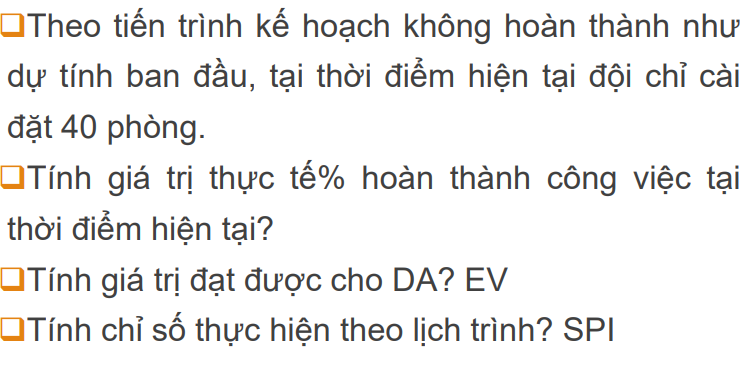 ❑Theo tiến trình kế hoạch không hoàn thành như
dự tính ban đầu, tại thời điểm hiện tại đội chỉ cài
đặt 40 phòng.
❑Tính giá trị thực tế% hoàn thành công việc tại
thời điểm hiện tại?
❑Tính giá trị đạt được cho DA? EV
❑Tính chỉ số thực hiện theo lịch trình? SPI